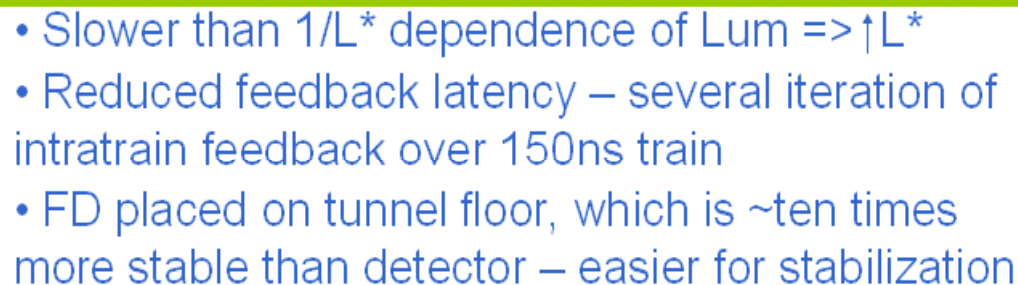 • Slower than 1/L* dependence of Lum =>↑L*
• Reduced feedback latency – several iteration of
intratrain feedback over 150ns train
• FD placed on tunnel floor, which is ~ten times
more stable than detector – easier for stabilization